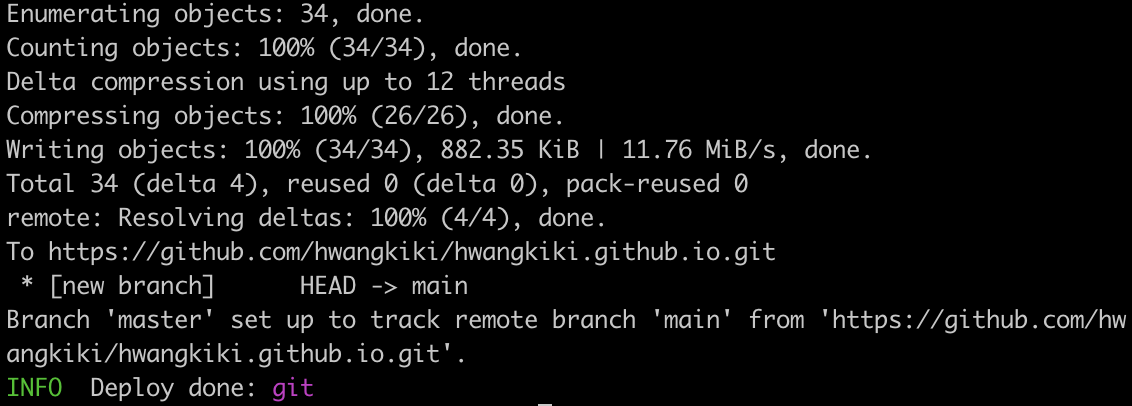 Enumerating objects: 34, done.
Counting objects: 100% (34/34), done.
Delta compression using up to 12 threads
Compressing objects: 100% (26/26), done.
Writing objects: 100% (34/34), 882.35 KiB | 11.76 MiB/s, done.
Total 34 (delta 4), reused 0 (delta 0), pack-reused 0
remote: Resolving deltas: 100% (4/4), done.
To https://github.com/hwangkiki/hwangkiki.github.io.git
 * [new branch]      HEAD -> main
Branch 'master' set up to track remote branch 'main' from 'https://github.com/hw
angkiki/hwangkiki.github.io.git'.
INFO  Deploy done: git